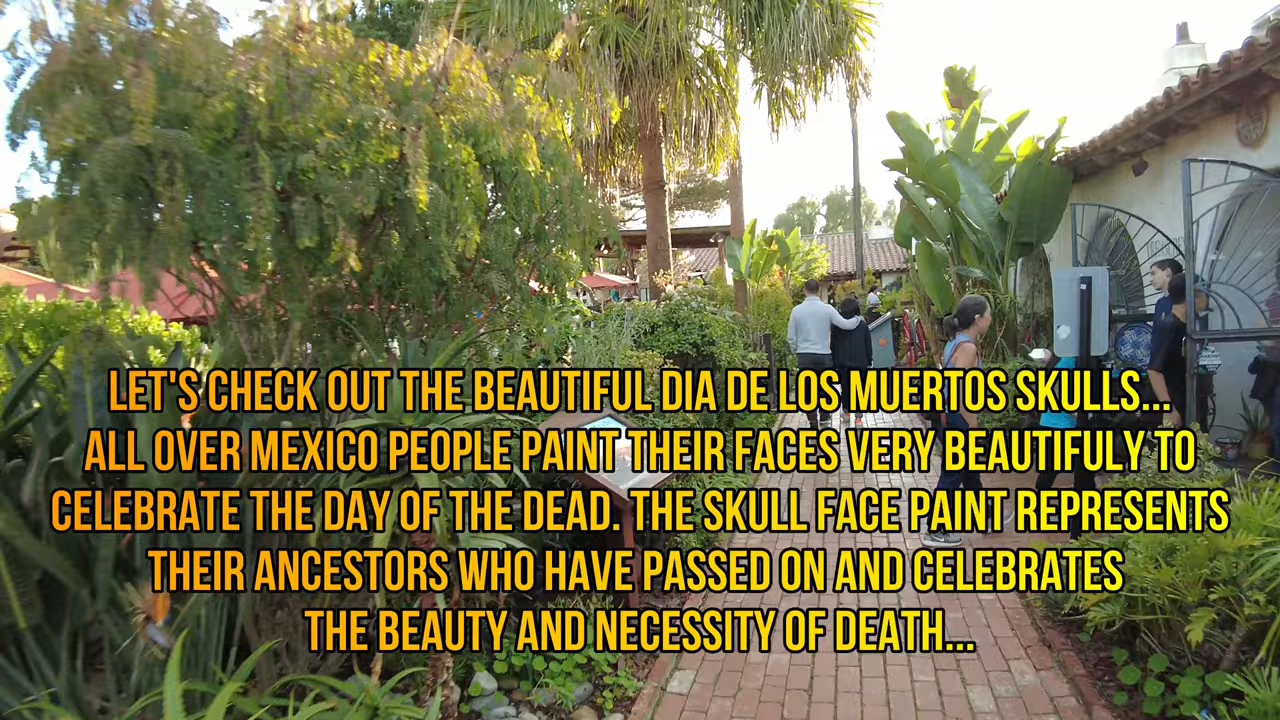 LET'S CHECK OUT THE BEAUTIFUL DIA DE LOS MUERTOS SKULLS...
ALL OVER MEXICO PEOPLE PAINT THEIR FACES VERY BEAUTIFULY TO
CELEBRATE THE DAY OF THE DEAD. THE SKULL FACE PAINT REPRESENTS
THEIR ANCESTORS WHO HAVE PASSED ON AND CELEBRATES
THE BEAUTY AND NECESSITY OF DEATH...